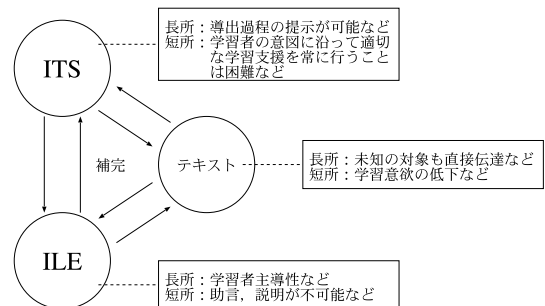 長所：導出過程の提示が可能など
短所：学習者の意図に沿って適切
な学習支援を常に行うこと
は困難など
ITS
補完
テキスト
長所：未知の対象も直接伝達など
短所：学習意欲の低下など
ILE
長所：学習者主導性など
短所：助言，説明が不可能など